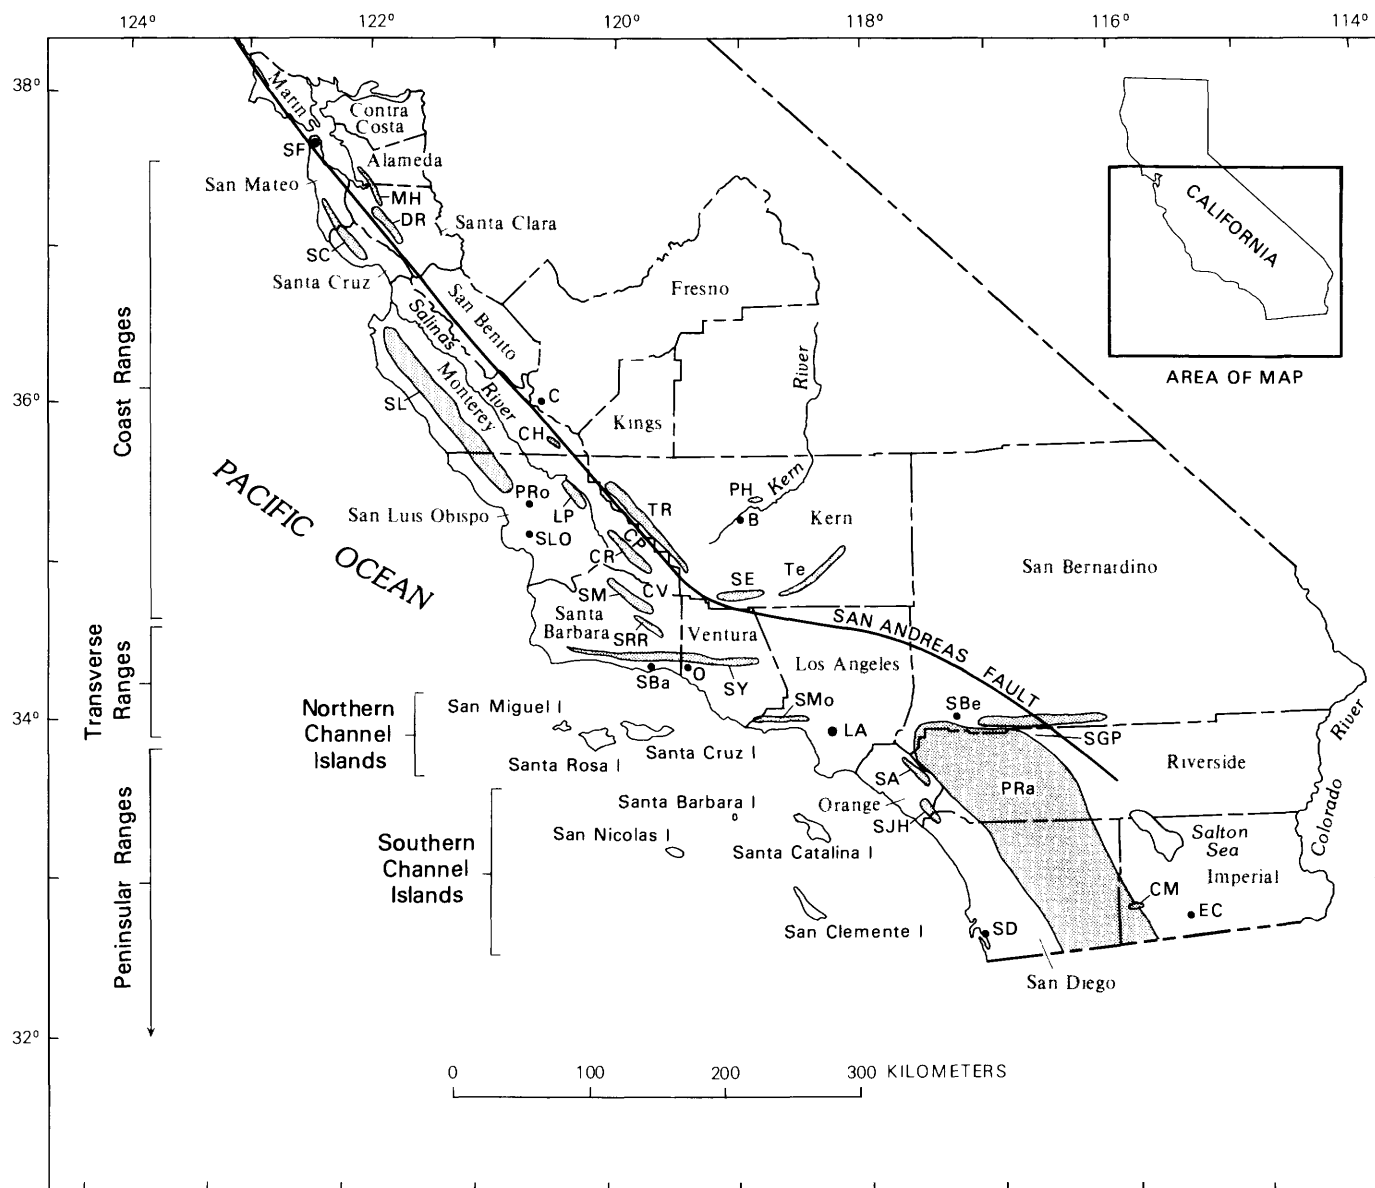 124°
122°
120°
118°
116°
114°
38°
36°
34°
32°
Marin
Contra
Costa
SF
Alameda
San Mateo
MH
DR
Santa Clara
SC
Santa Cruz
CALIFORNIA
AREA OF MAP
Fresno
San Benito
Salinas
River
Monterey
Coast Ranges
SL
C
CH
Kings
River
Kern
PACIFIC OCEAN
PRo
LP
TR
PH
B
Kern
San Luis Obispo
SLO
CP
CR
San Bernardino
SE
Te
SM
CV
Santa
Barbara
SRR
Ventura
SAN ANDREAS FAULT
Los Angeles
Transverse
Ranges
SBa
O
SY
SMo
SBe
LA
SGP
Northern
Channel
Islands
San Miguel I
Santa Cruz I
Santa Rosa I
Riverside
River
Colorado
SA
PRa
Orange
SJH
Santa Barbara I
San Nicolas I
Santa Catalina I
Southern
Channel
Islands
Salton
Sea
Imperial
CM
EC
Peninsular Ranges
San Clemente I
SD
San Diego
0 100 200 300 KILOMETERS